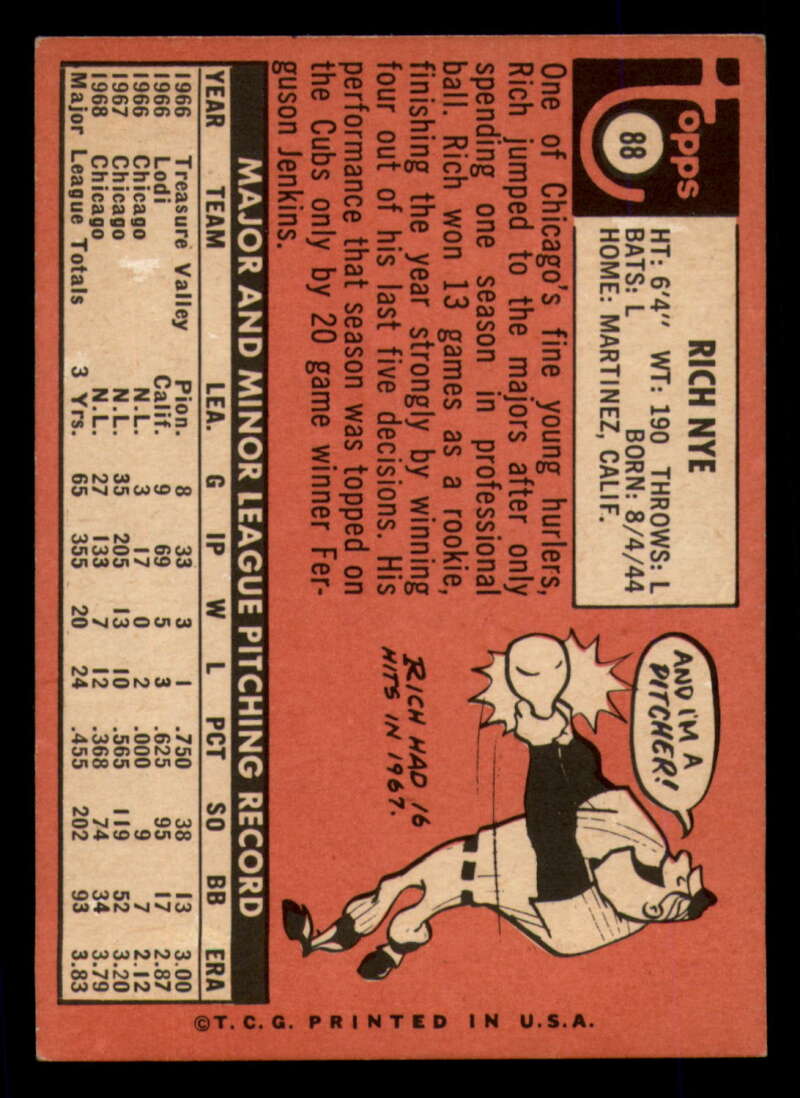 Topps
88
RICH NYE
HT: 6'4" WT: 190 THROWS: L
BATS: L BORN: 8/4/44
HOME: MARTINEZ, CALIF.
One of Chicago's fine young hurlers,
Rich jumped to the majors after only
spending one season in professional
ball. Rich won 13 games as a rookie,
finishing the year strongly by winning
four out of his last five decisions. His
performance that season was topped on
the Cubs only by 20 game winner Fer-
guson Jenkins.
AND I'M A
PITCHER!
RICH HAD 16
HITS IN 1967.
MAJOR AND MINOR LEAGUE PITCHING RECORD
YEAR TEAM LEA. G IP W L PCT SO BB ERA
1966 Treasure Valley Pion. 8 33 3 1 .750 38 13 3.00
1966 Lodi Calif. 9 69 5 3 .625 95 17 2.87
1966 Chicago N.L. 3 17 0 2 .000 9 7 2.12
1967 Chicago N.L. 35 205 13 10 .565 119 52 3.20
1968 Chicago N.L. 27 133 7 12 .368 74 34 3.79
Major League Totals 3 Yrs. 65 355 20 24 .455 202 93 3.83
©T.C.G. PRINTED IN U.S.A.